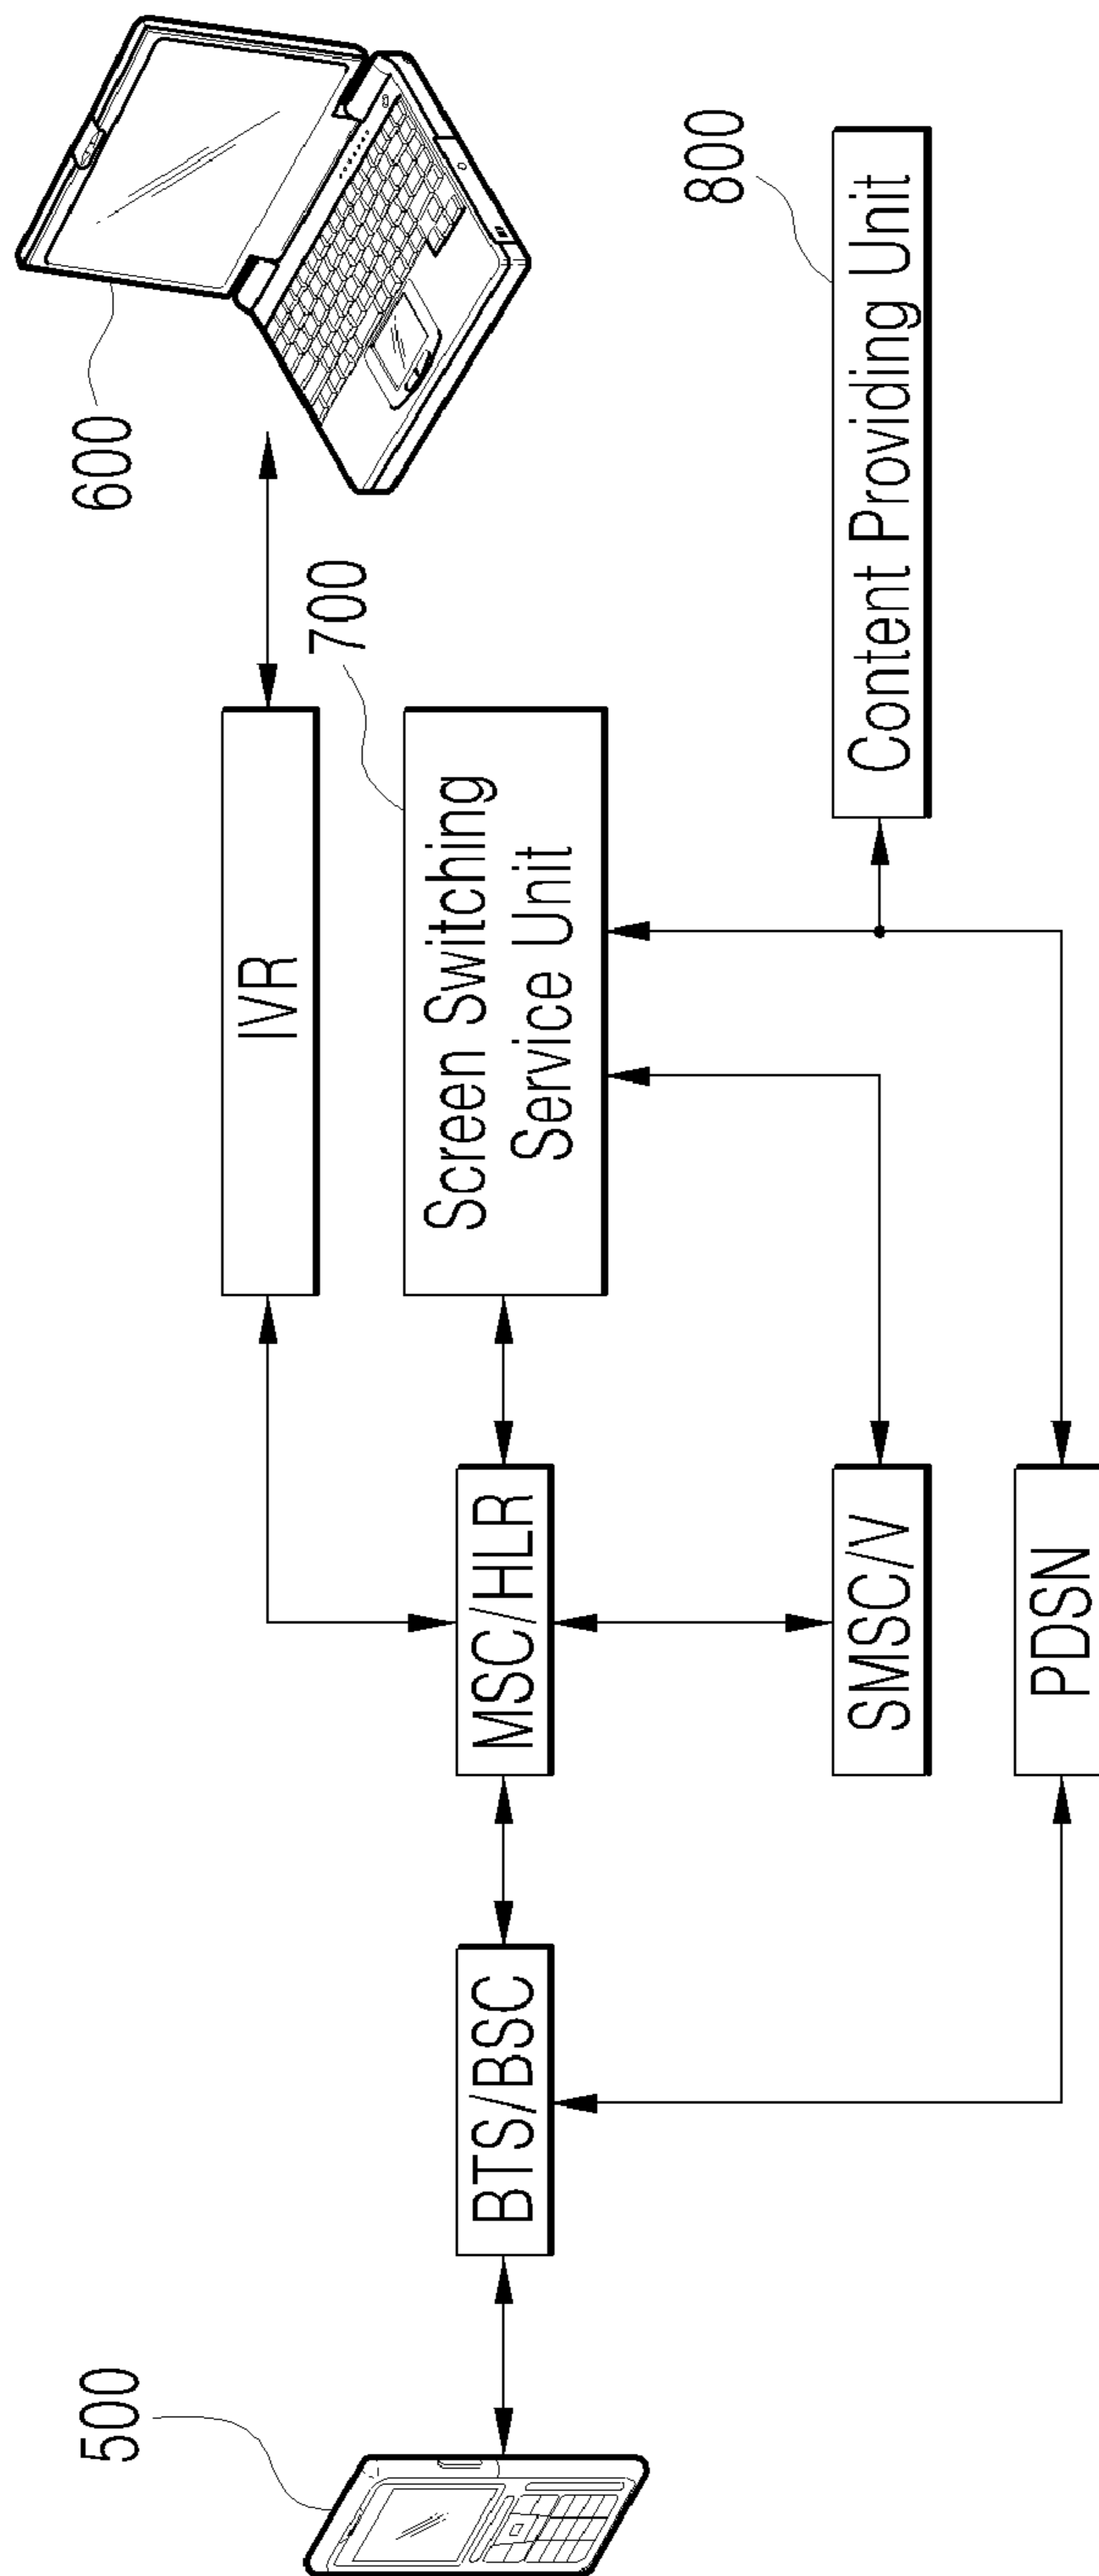 600
IVR
700
Screen Switching
Service Unit
500
BTS/BSC
MSC/HLR
800
SMSC/V
Content Providing Unit
PDSN